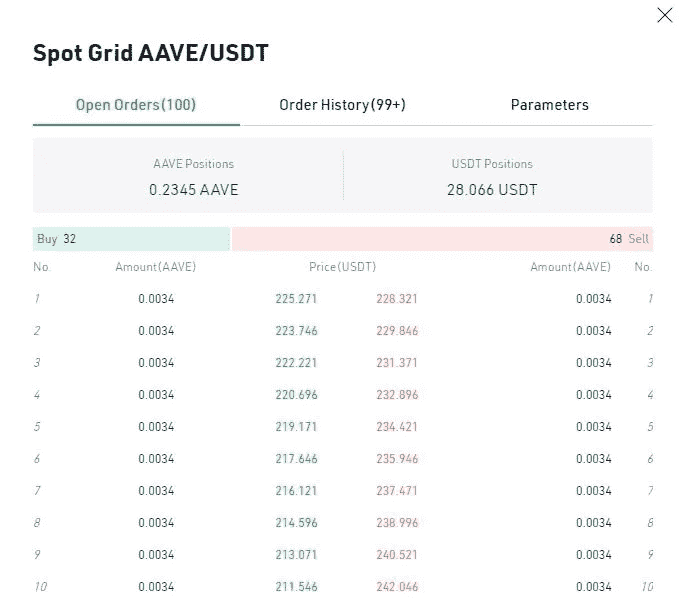 Spot Grid AAVE/USDT
Open Orders(100) Order History(99+) Parameters
AAVE Positions USDT Positions
0.2345 AAVE 28.066 USDT
Buy 32 68 Sell
No. Amount(AAVE) Price(USDT) Amount(AAVE) No.
1 0.0034 225.271 228.321 0.0034 1
2 0.0034 223.746 229.846 0.0034 2
3 0.0034 222.221 231.371 0.0034 3
4 0.0034 220.696 232.896 0.0034 4
5 0.0034 219.171 234.421 0.0034 5
6 0.0034 217.646 235.946 0.0034 6
7 0.0034 216.121 237.471 0.0034 7
8 0.0034 214.596 238.996 0.0034 8
9 0.0034 213.071 240.521 0.0034 9
10 0.0034 211.546 242.046 0.0034 10